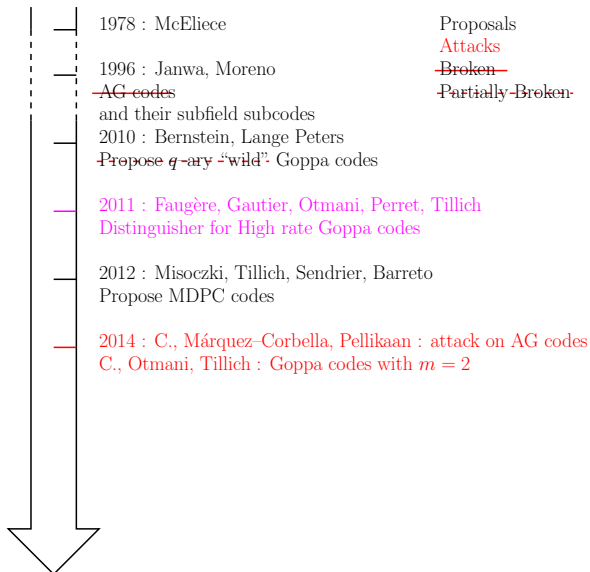 1978 : McEliece
Proposals
Attacks
1996 : Janwa, Moreno
Broken
AG codes
Partially Broken
and their subfield subcodes
2010 : Bernstein, Lange Peters
Propose q-ary “wild” Goppa codes
2011 : Faugère, Gautier, Otmani, Perret, Tillich
Distinguisher for High rate Goppa codes
2012 : Misoczki, Tillich, Sendrier, Barreto
Propose MDPC codes
2014 : C., Márquez–Corbella, Pellikaan : attack on AG codes
C., Otmani, Tillich : Goppa codes with m = 2